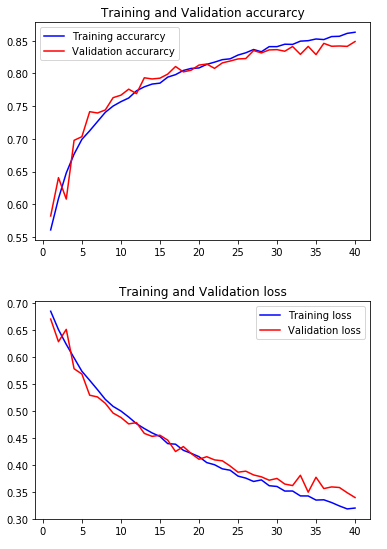 Training and Validation accurarcy
Training accurarcy
Validation accurarcy
0.85
0.80
0.75
0.70
0.65
0.60
0.55
0 5 10 15 20 25 30 35 40
Training and Validation loss
Training loss
Validation loss
0.70
0.65
0.60
0.55
0.50
0.45
0.40
0.35
0.30
0 5 10 15 20 25 30 35 40